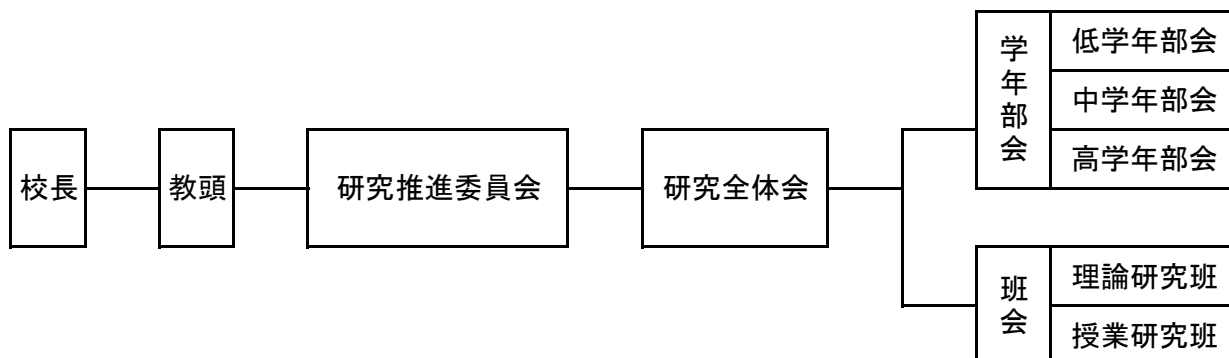 校長
教頭
研究推進委員会
研究全体会
学年部会
低学年部会
中学年部会
高学年部会
班会
理論研究班
授業研究班